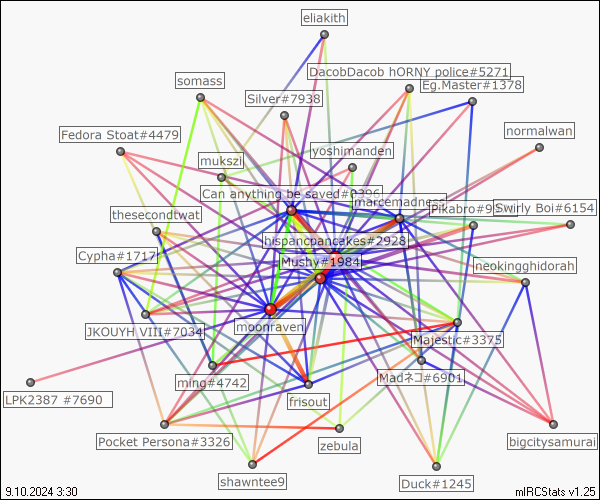 eliakith
DacobDacob hORNY police#5271
somass
Eg.Master#1378
Silver#7938
Fedora Stoat#4479
normalwan
yoshimanden
mukszi
Can anything be saved
marcemadness
thesecondtwat
Pikabro#9
Swirly Boi#6154
hispancpancakes#2928
Cypha#1717
Mushy#1984
neokingghidorah
JKOUYH VIII#7034
moonraven
Majestic#3375
ming#4742
Madネコ#6901
LPK2387 #7690
frisout
Pocket Persona#3326
zebula
bigcitysamurai
shawntee9
Duck#1245
9.10.2024 3:30
mIRCStats v1.25